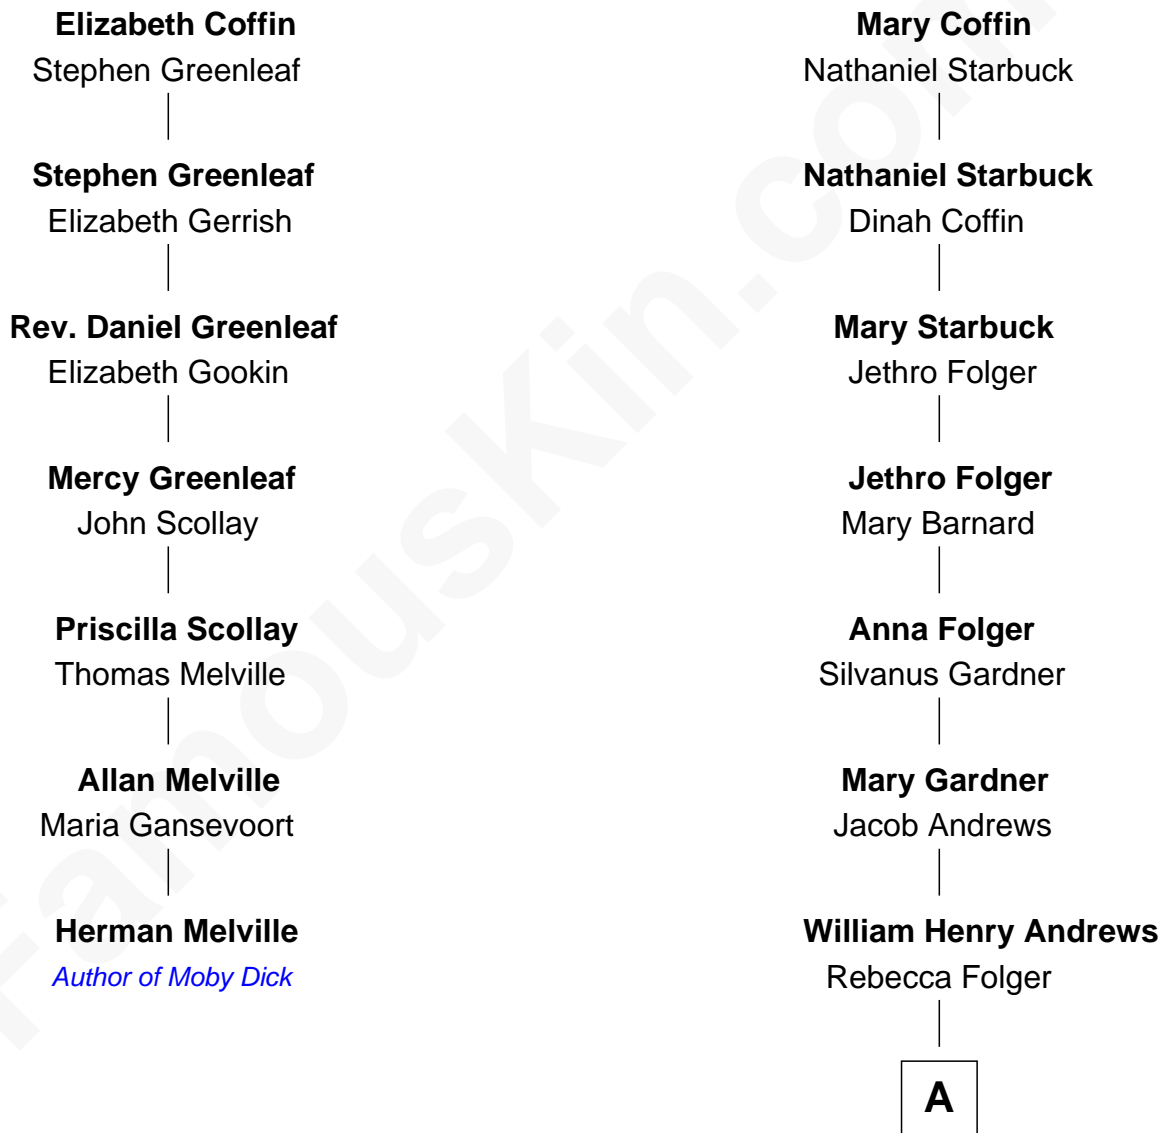 Elizabeth Coffin
Stephen Greenleaf
Stephen Greenleaf
Elizabeth Gerrish
Rev. Daniel Greenleaf
Elizabeth Gookin
Mercy Greenleaf
John Scollay
Priscilla Scollay
Thomas Melville
Allan Melville
Maria Gansevoort
Herman Melville
Author of Moby Dick
Mary Coffin
Nathaniel Starbuck
Nathaniel Starbuck
Dinah Coffin
Mary Starbuck
Jethro Folger
Jethro Folger
Mary Barnard
Anna Folger
Silvanus Gardner
Mary Gardner
Jacob Andrews
William Henry Andrews
Rebecca Folger
A
FamousKin.com